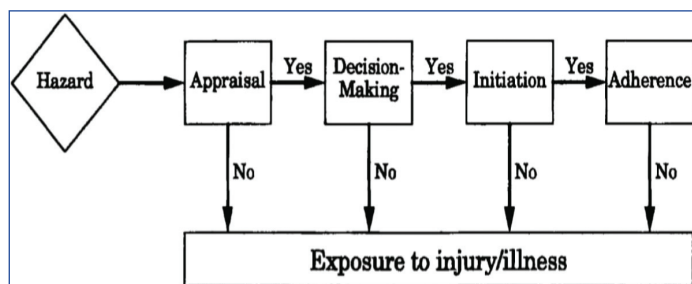 Hazard
Appraisal
Yes
Decision-
Making
Yes
Initiation
Yes
Adherence
No
No
No
No
Exposure to injury/illness